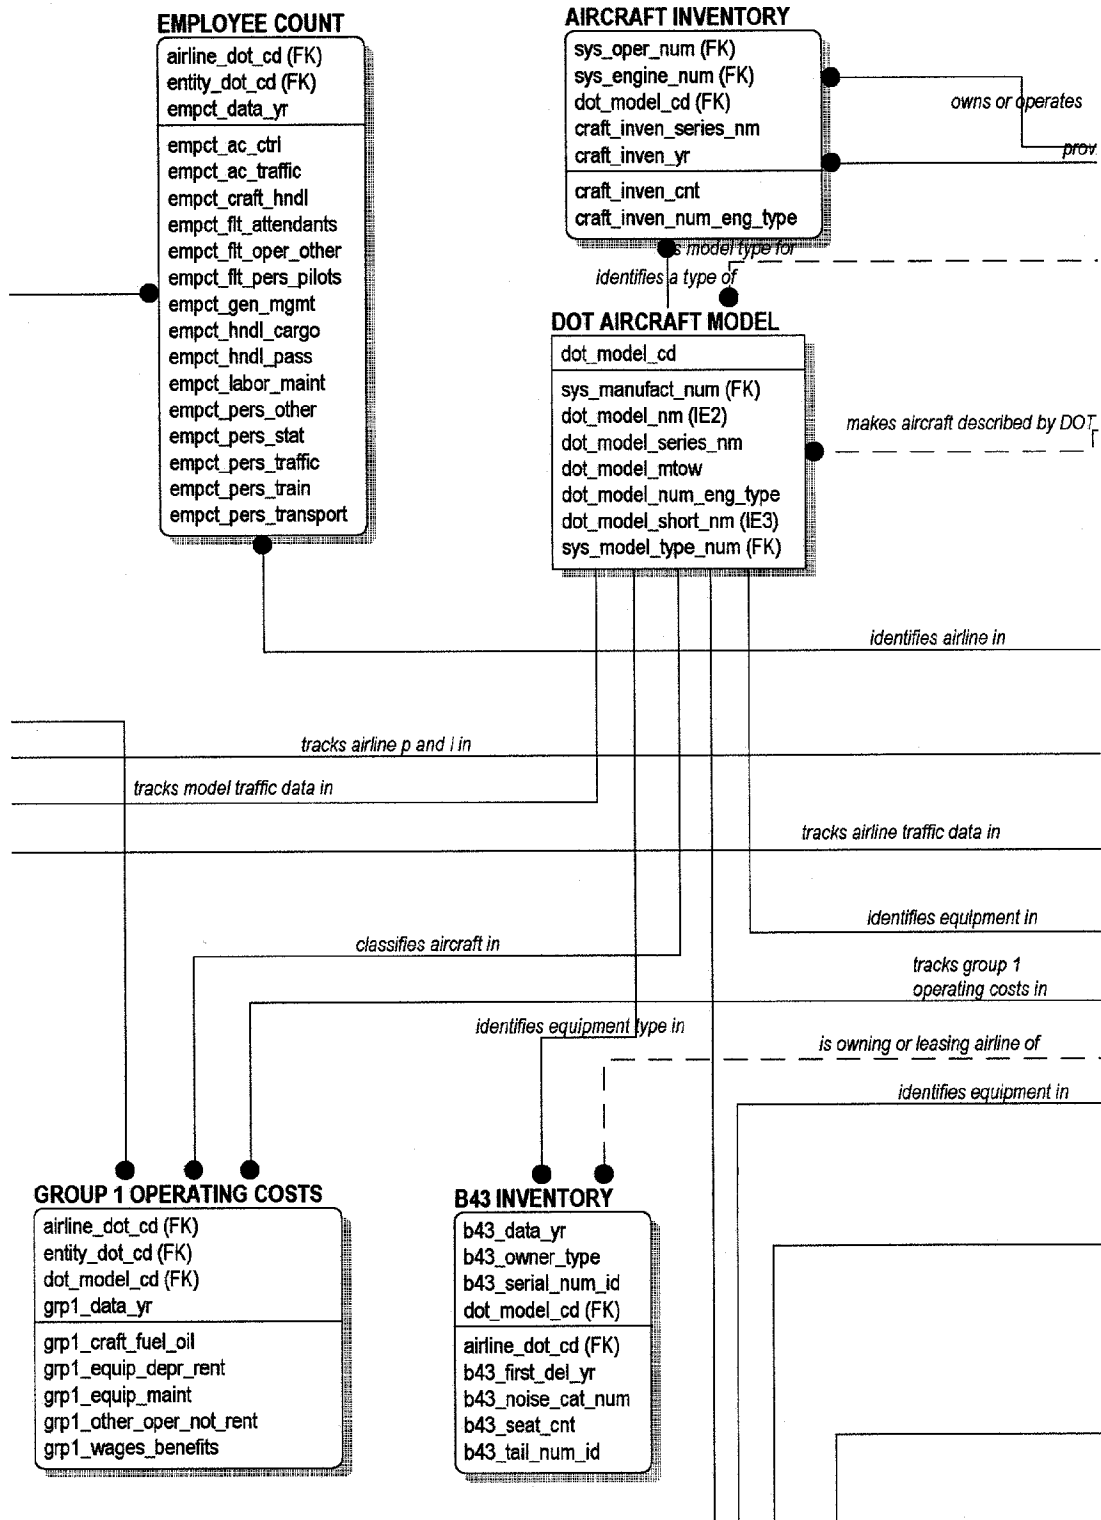 EMPLOYEE COUNT
airline_dot_cd (FK)
entity_dot_cd (FK)
empct_data_yr
empct_ac_ctrl
empct_ac_traffic
empct_craft_hndl
empct_flt_attendants
empct_flt_oper_other
empct_flt_pers_pilots
empct_gen_mgmt
empct_hndl_cargo
empct_hndl_pass
empct_labor_maint
empct_pers_other
empct_pers_stat
empct_pers_traffic
empct_pers_train
empct_pers_transport
AIRCRAFT INVENTORY
sys_oper_num (FK)
sys_engine_num (FK)
dot_model_cd (FK)
craft_inven_series_nm
craft_inven_yr
craft_inven_cnt
craft_inven_num_eng_type
owns or operates
prov
s model type for
identifies a type of
DOT AIRCRAFT MODEL
dot_model_cd
sys_manufact_num (FK)
dot_model_nm (IE2)
dot_model_series_nm
dot_model_mtow
dot_model_num_eng_type
dot_model_short_nm (IE3)
sys_model_type_num (FK)
makes aircraft described by DOT
identifies airline in
tracks airline p and l in
tracks model traffic data in
tracks airline traffic data in
identifies equipment in
classifies aircraft in
tracks group 1
operating costs in
identifies equipment type in
is owning or leasing airline of
identifies equipment in
GROUP 1 OPERATING COSTS
airline_dot_cd (FK)
entity_dot_cd (FK)
dot_model_cd (FK)
grp1_data_yr
grp1_craft_fuel_oil
grp1_equip_depr_rent
grp1_equip_maint
grp1_other_oper_not_rent
grp1_wages_benefits
B43 INVENTORY
b43_data_yr
b43_owner_type
b43_serial_num_id
dot_model_cd (FK)
airline_dot_cd (FK)
b43_first_del_yr
b43_noise_cat_num
b43_seat_cnt
b43_tail_num_id